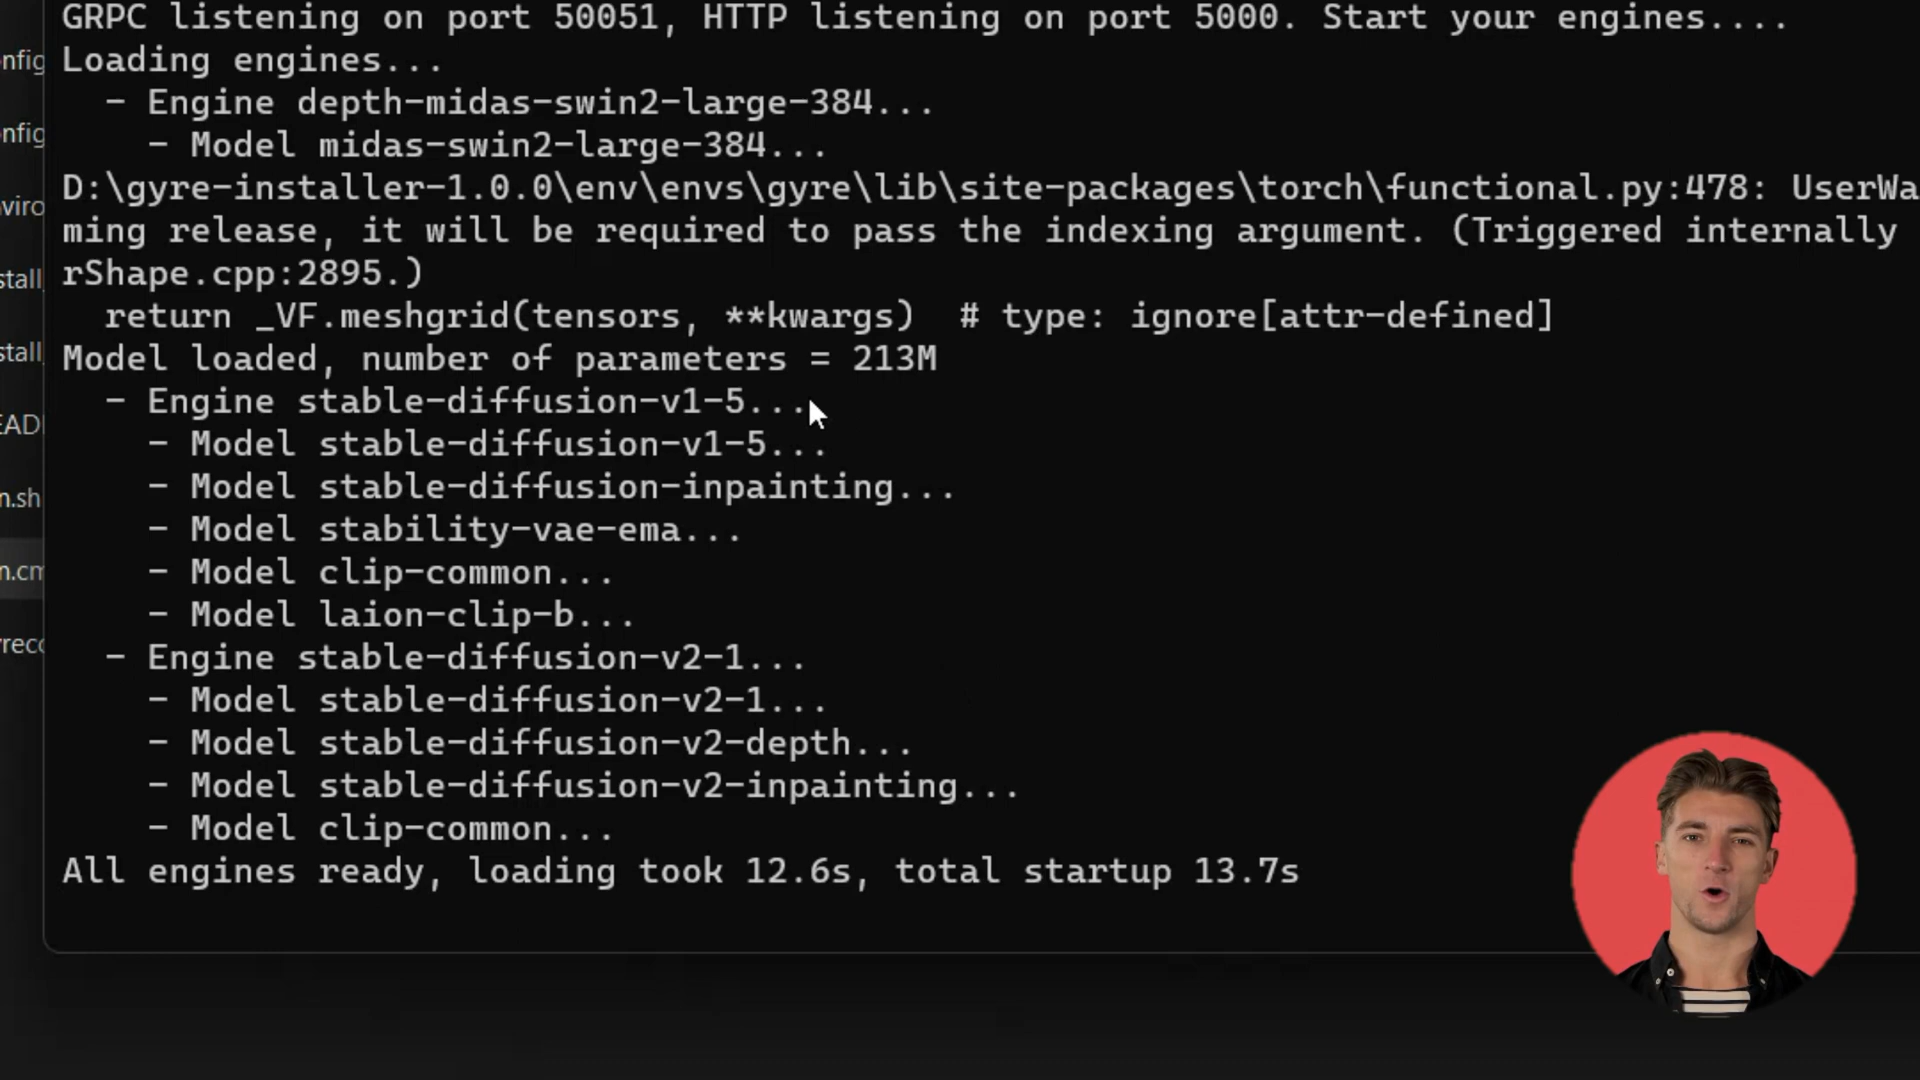 GRPC listening on port 50051, HTTP listening on port 5000. Start your engines....
Loading engines...
- Engine depth-midas-swin2-large-384...
- Model midas-swin2-large-384...
D:\gyre-installer-1.0.0\env\envs\gyre\lib\site-packages\torch\functional.py:478: UserWa
ming release, it will be required to pass the indexing argument. (Triggered internally
rShape.cpp:2895.)
return _VF.meshgrid(tensors, **kwargs)  # type: ignore[attr-defined]
Model loaded, number of parameters = 213M
- Engine stable-diffusion-v1-5...
- Model stable-diffusion-v1-5...
- Model stable-diffusion-inpainting...
- Model stability-vae-ema...
- Model clip-common...
- Model laion-clip-b...
- Engine stable-diffusion-v2-1...
- Model stable-diffusion-v2-1...
- Model stable-diffusion-v2-depth...
- Model stable-diffusion-v2-inpainting...
- Model clip-common...
All engines ready, loading took 12.6s, total startup 13.7s